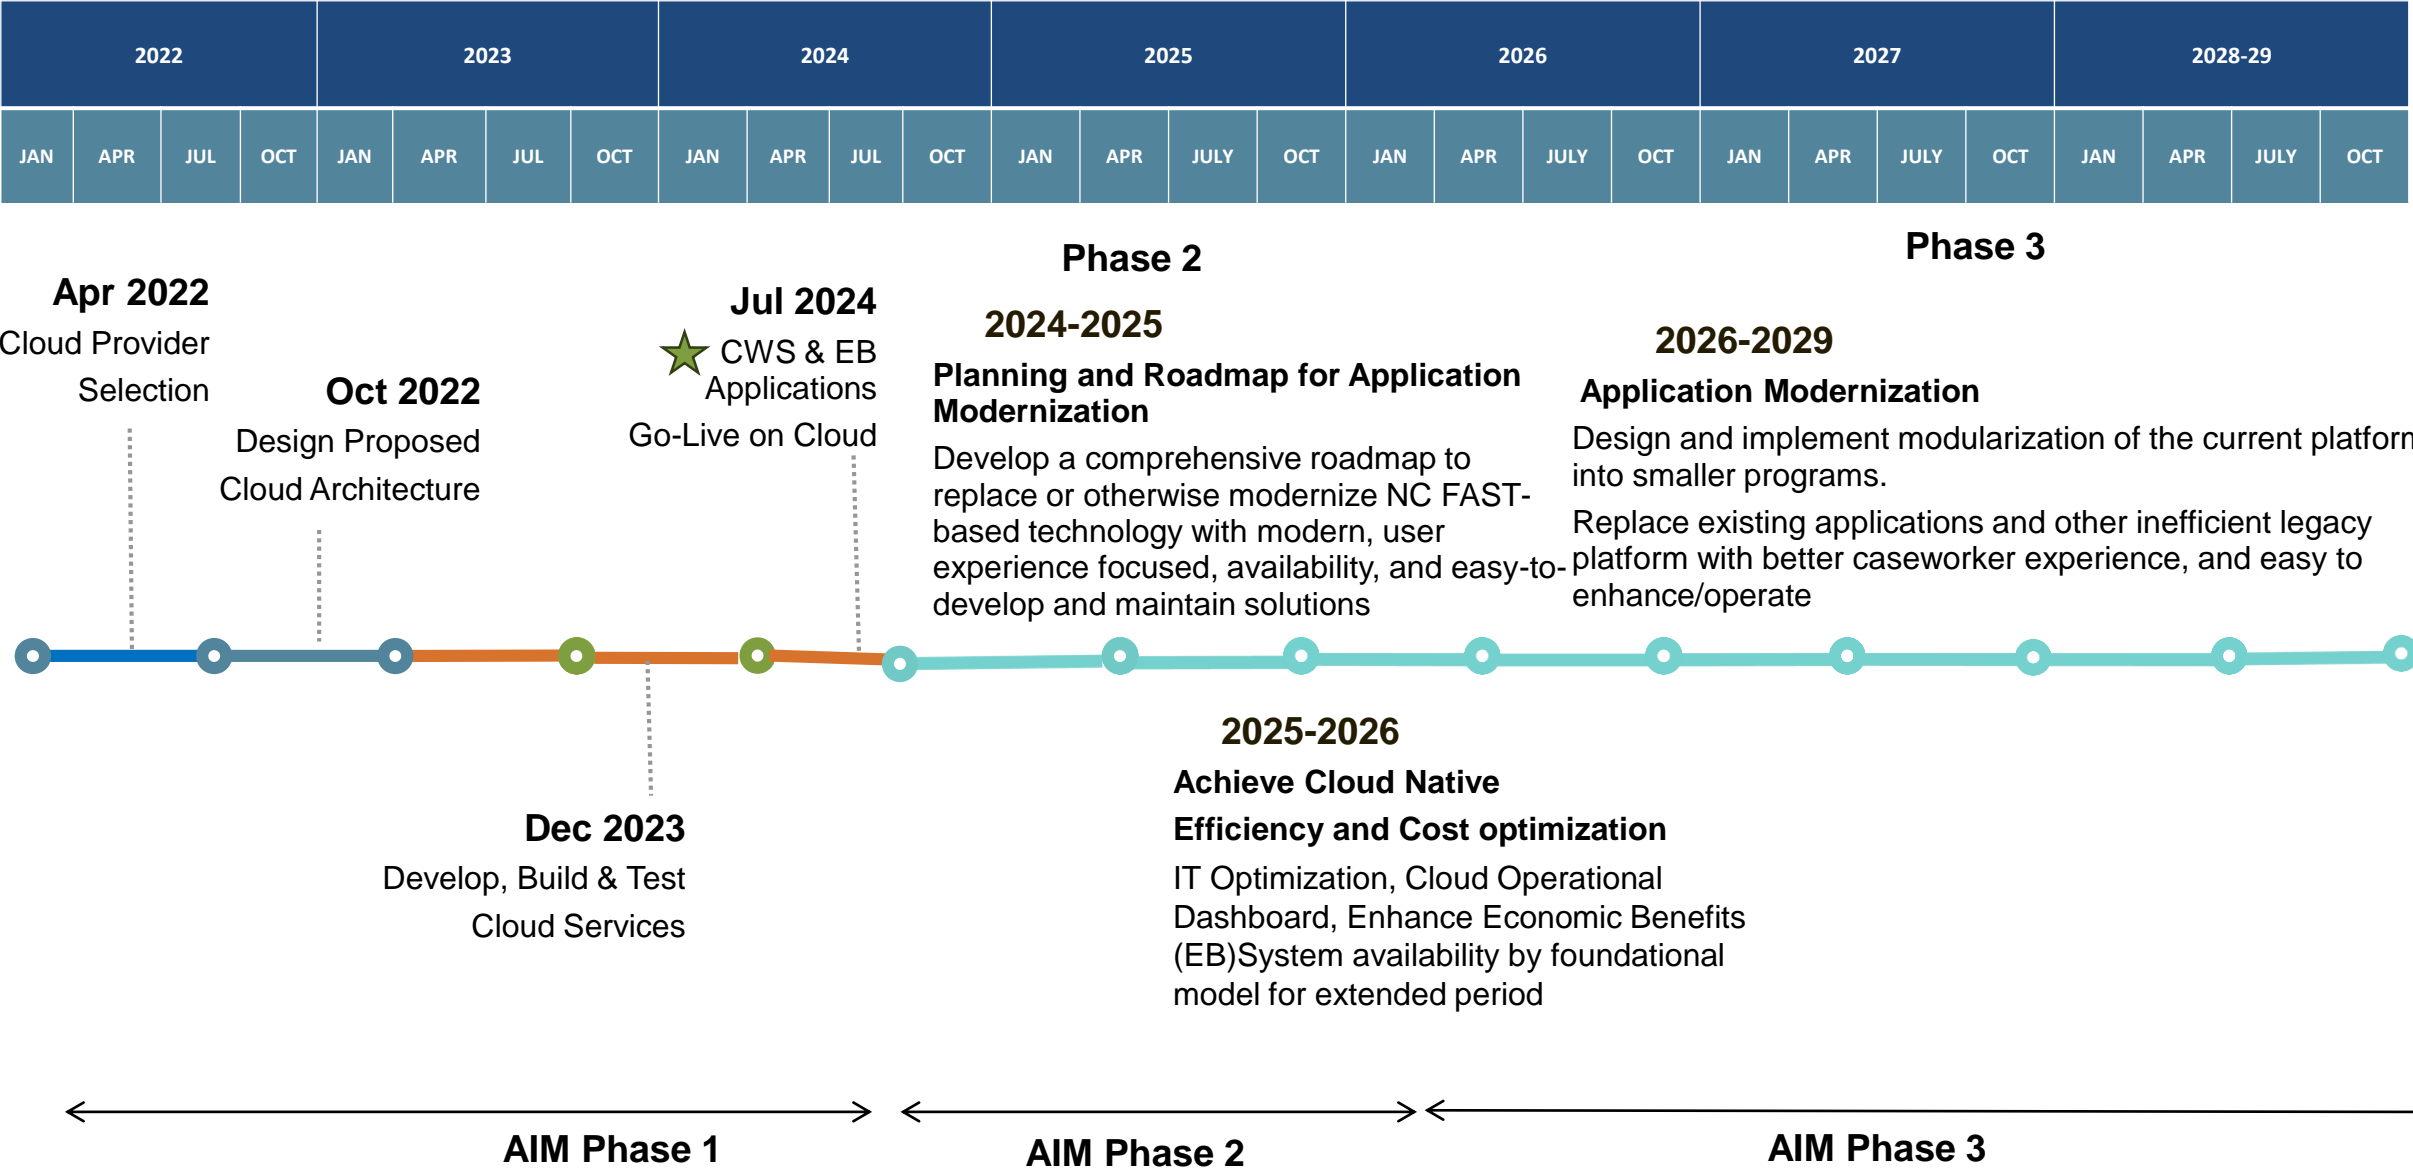 2022 2023 2024 2025 2026 2027 2028-29
JAN APR JUL OCT JAN APR JUL OCT JAN APR JUL OCT JAN APR JULY OCT JAN APR JULY OCT JAN APR JULY OCT JAN APR JULY OCT
Apr 2022
Cloud Provider
Selection
Oct 2022
Design Proposed
Cloud Architecture
Jul 2024
CWS & EB
Applications
Go-Live on Cloud
Phase 2
2024-2025
Planning and Roadmap for Application
Modernization
Develop a comprehensive roadmap to
replace or otherwise modernize NC FAST-
based technology with modern, user
experience focused, availability, and easy-to-
develop and maintain solutions
Phase 3
2026-2029
Application Modernization
Design and implement modularization of the current platform
into smaller programs.
Replace existing applications and other inefficient legacy
platform with better caseworker experience, and easy to
enhance/operate
Dec 2023
Develop, Build & Test
Cloud Services
2025-2026
Achieve Cloud Native
Efficiency and Cost optimization
IT Optimization, Cloud Operational
Dashboard, Enhance Economic Benefits
(EB)System availability by foundational
model for extended period
AIM Phase 1
AIM Phase 2
AIM Phase 3